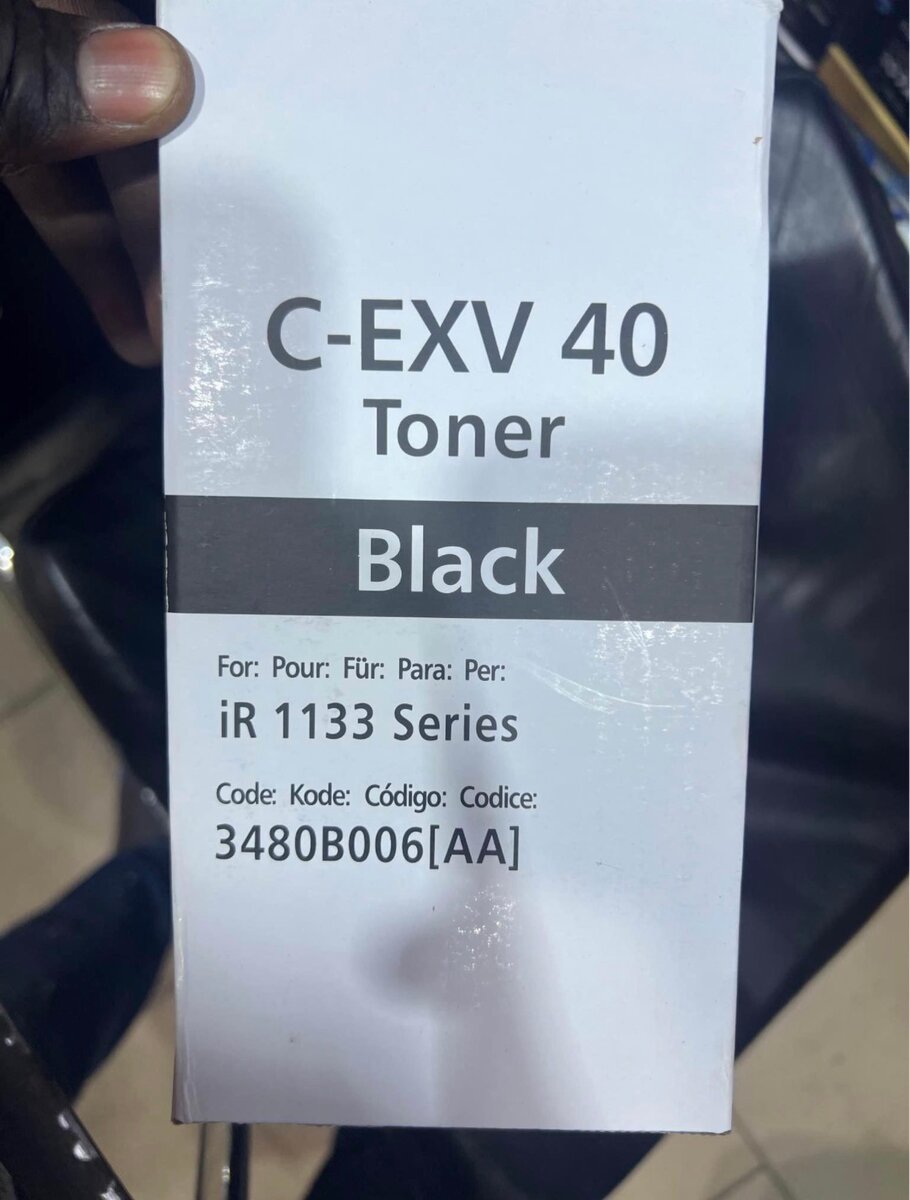 C-EXV 40
Toner
Black
For: Pour: Für: Para: Per:
iR 1133 Series
Code: Kode: Código: Codice:
3480B006[AA]